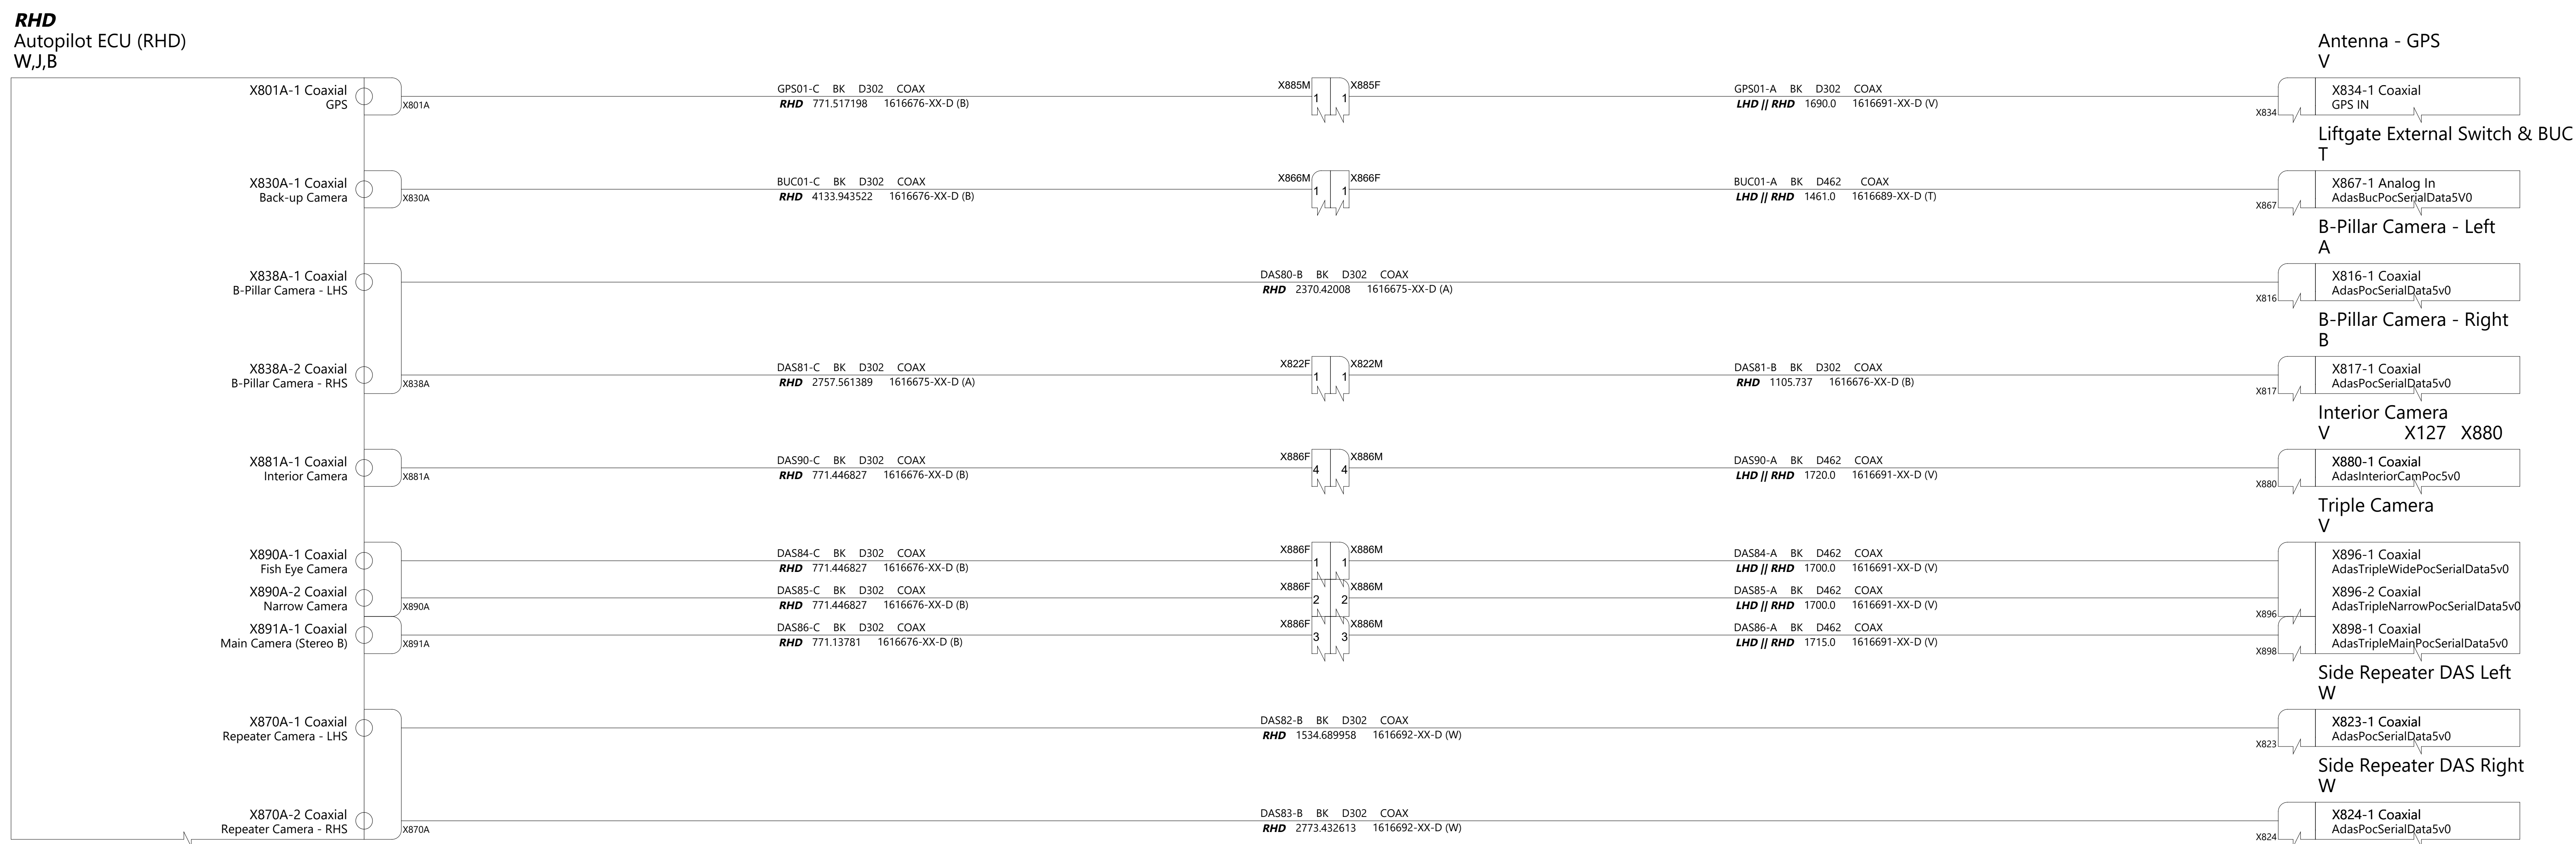 RHD
Autopilot ECU (RHD)
W,J,B
Antenna - GPS
V
X801A-1 Coaxial
GPS
X801A
GPS01-C BK D302 COAX
RHD 771.517198 1616676-XX-D (B)
X885M
1
1
X885F
GPS01-A BK D302 COAX
LHD || RHD 1690.0 1616691-XX-D (V)
X834
X834-1 Coaxial
GPS IN
Liftgate External Switch & BUC
T
X830A-1 Coaxial
Back-up Camera
X830A
BUC01-C BK D302 COAX
RHD 4133.943522 1616676-XX-D (B)
X866M
1
1
X866F
BUC01-A BK D462 COAX
LHD || RHD 1461.0 1616689-XX-D (T)
X867
X867-1 Analog In
AdasBucPocSerialData5V0
B-Pillar Camera - Left
A
X838A-1 Coaxial
B-Pillar Camera - LHS
DAS80-B BK D302 COAX
RHD 2370.42008 1616675-XX-D (A)
X816
X816-1 Coaxial
AdasPocSerialData5v0
B-Pillar Camera - Right
B
X838A-2 Coaxial
B-Pillar Camera - RHS
X838A
DAS81-C BK D302 COAX
RHD 2757.561389 1616675-XX-D (A)
X822F
1
1
X822M
DAS81-B BK D302 COAX
RHD 1105.737 1616676-XX-D (B)
X817
X817-1 Coaxial
AdasPocSerialData5v0
Interior Camera
V X127 X880
X881A-1 Coaxial
Interior Camera
X881A
DAS90-C BK D302 COAX
RHD 771.446827 1616676-XX-D (B)
X886F
4
4
X886M
DAS90-A BK D462 COAX
LHD || RHD 1720.0 1616691-XX-D (V)
X880
X880-1 Coaxial
AdasInteriorCamPoc5v0
Triple Camera
V
X890A-1 Coaxial
Fish Eye Camera
DAS84-C BK D302 COAX
RHD 771.446827 1616676-XX-D (B)
X886F
1
1
X886M
DAS84-A BK D462 COAX
LHD || RHD 1700.0 1616691-XX-D (V)
X896-1 Coaxial
AdasTripleWidePocSerialData5v0
X890A-2 Coaxial
Narrow Camera
X890A
DAS85-C BK D302 COAX
RHD 771.446827 1616676-XX-D (B)
X886F
2
2
X886M
DAS85-A BK D462 COAX
LHD || RHD 1700.0 1616691-XX-D (V)
X896
X896-2 Coaxial
AdasTripleNarrowPocSerialData5v0
X891A-1 Coaxial
Main Camera (Stereo B)
X891A
DAS86-C BK D302 COAX
RHD 771.13781 1616676-XX-D (B)
X886F
3
3
X886M
DAS86-A BK D462 COAX
LHD || RHD 1715.0 1616691-XX-D (V)
X898
X898-1 Coaxial
AdasTripleMainPocSerialData5v0
Side Repeater DAS Left
W
X870A-1 Coaxial
Repeater Camera - LHS
DAS82-B BK D302 COAX
RHD 1534.689958 1616692-XX-D (W)
X823
X823-1 Coaxial
AdasPocSerialData5v0
Side Repeater DAS Right
W
X870A-2 Coaxial
Repeater Camera - RHS
X870A
DAS83-B BK D302 COAX
RHD 2773.432613 1616692-XX-D (W)
X824
X824-1 Coaxial
AdasPocSerialData5v0